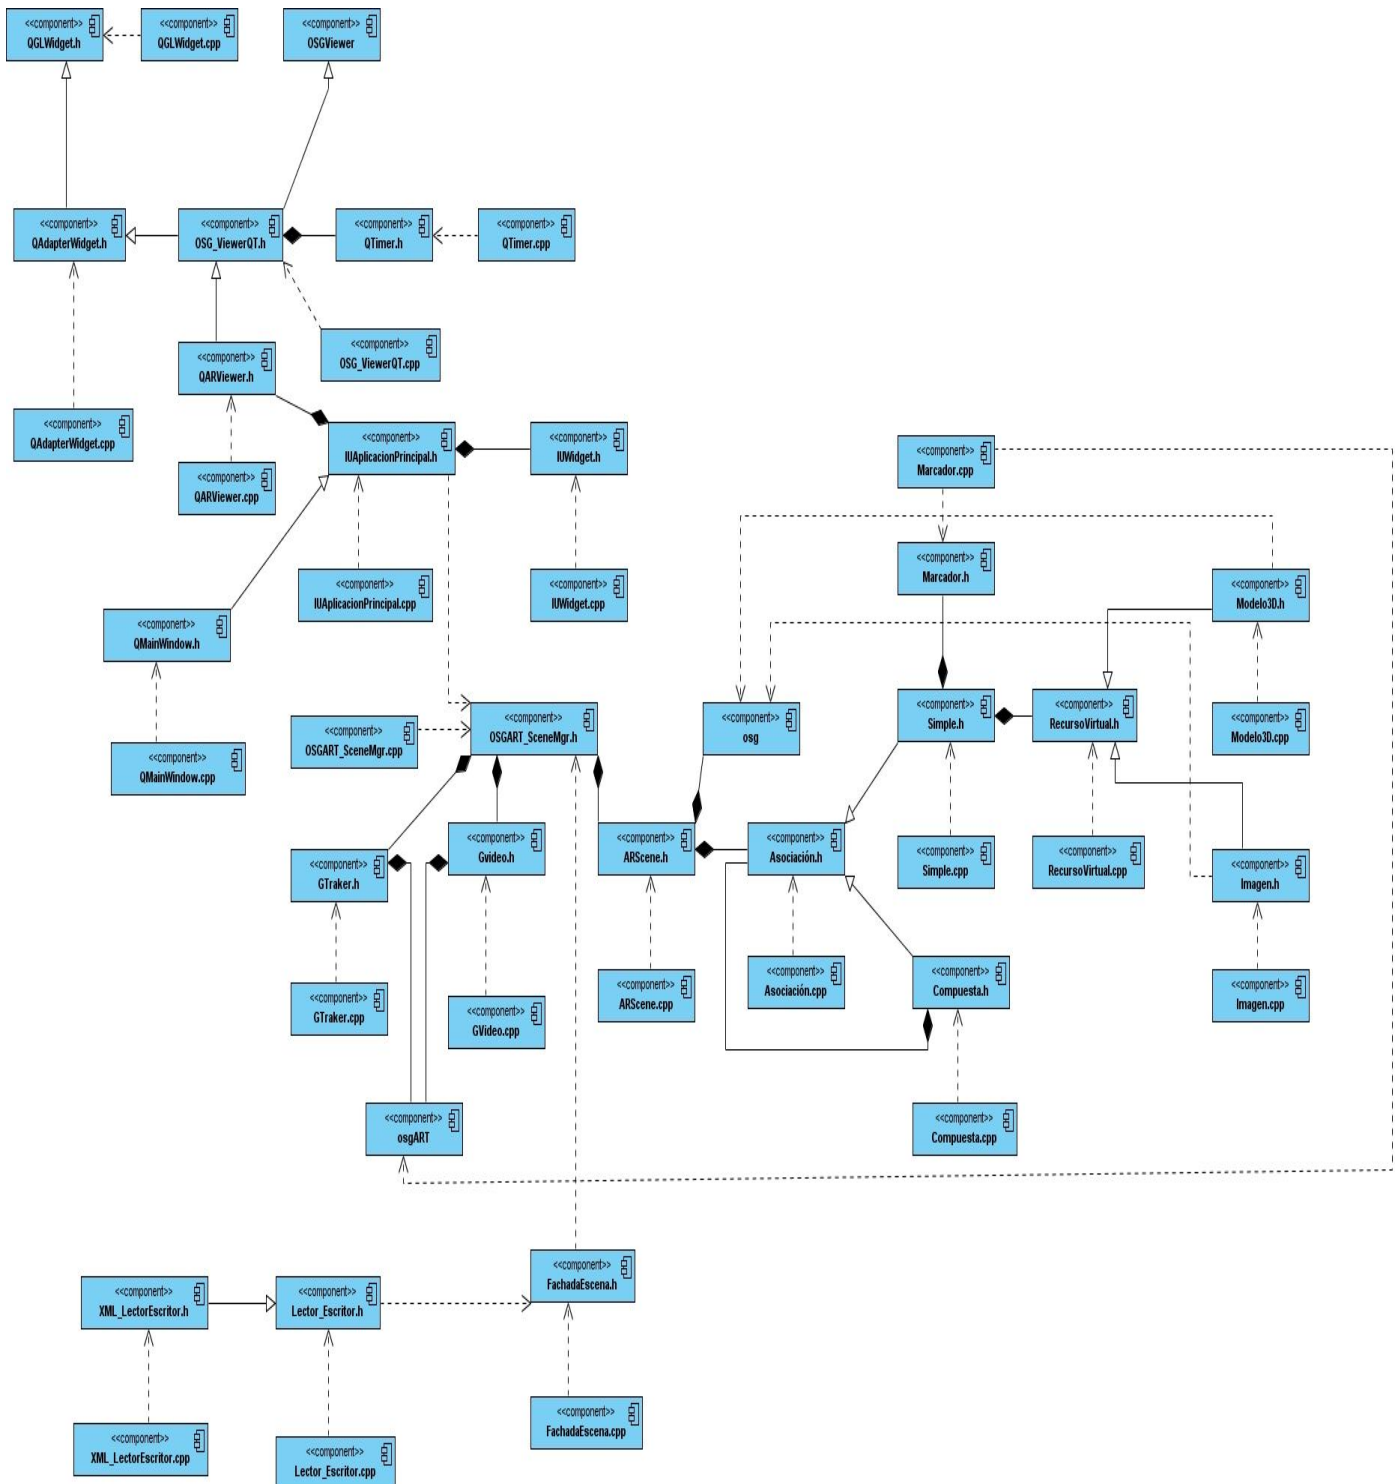 <<component>>
QGLWidget.h
<<component>>
QGLWidget.cpp
<<component>>
OSGViewer
<<component>>
QAdapterWidget.h
<<component>>
OSG_ViewerQT.h
<<component>>
QTimer.h
<<component>>
QTimer.cpp
<<component>>
OSG_ViewerQT.cpp
<<component>>
QARViewer.h
<<component>>
QAdapterWidget.cpp
<<component>>
IUAplicacionPrincipal.h
<<component>>
IUWidget.h
<<component>>
Marcador.cpp
<<component>>
QARViewer.cpp
<<component>>
Marcador.h
<<component>>
IUAplicacionPrincipal.cpp
<<component>>
IUWidget.cpp
<<component>>
Modelo3D.h
<<component>>
QMainWindow.h
<<component>>
Simple.h
<<component>>
RecursoVirtual.h
<<component>>
OSGART_SceneMgr.cpp
<<component>>
OSGART_SceneMgr.h
<<component>>
osg
<<component>>
Modelo3D.cpp
<<component>>
QMainWindow.cpp
<<component>>
GTraker.h
<<component>>
Gvideo.h
<<component>>
ARScene.h
<<component>>
Asociación.h
<<component>>
Simple.cpp
<<component>>
RecursoVirtual.cpp
<<component>>
Imagen.h
<<component>>
GTraker.cpp
<<component>>
GVideo.cpp
<<component>>
ARScene.cpp
<<component>>
Asociación.cpp
<<component>>
Compuesta.h
<<component>>
Imagen.cpp
<<component>>
osgART
<<component>>
Compuesta.cpp
<<component>>
XML_LectorEscritor.h
<<component>>
Lector_Escritor.h
<<component>>
FachadaEscena.h
<<component>>
XML_LectorEscritor.cpp
<<component>>
Lector_Escritor.cpp
<<component>>
FachadaEscena.cpp